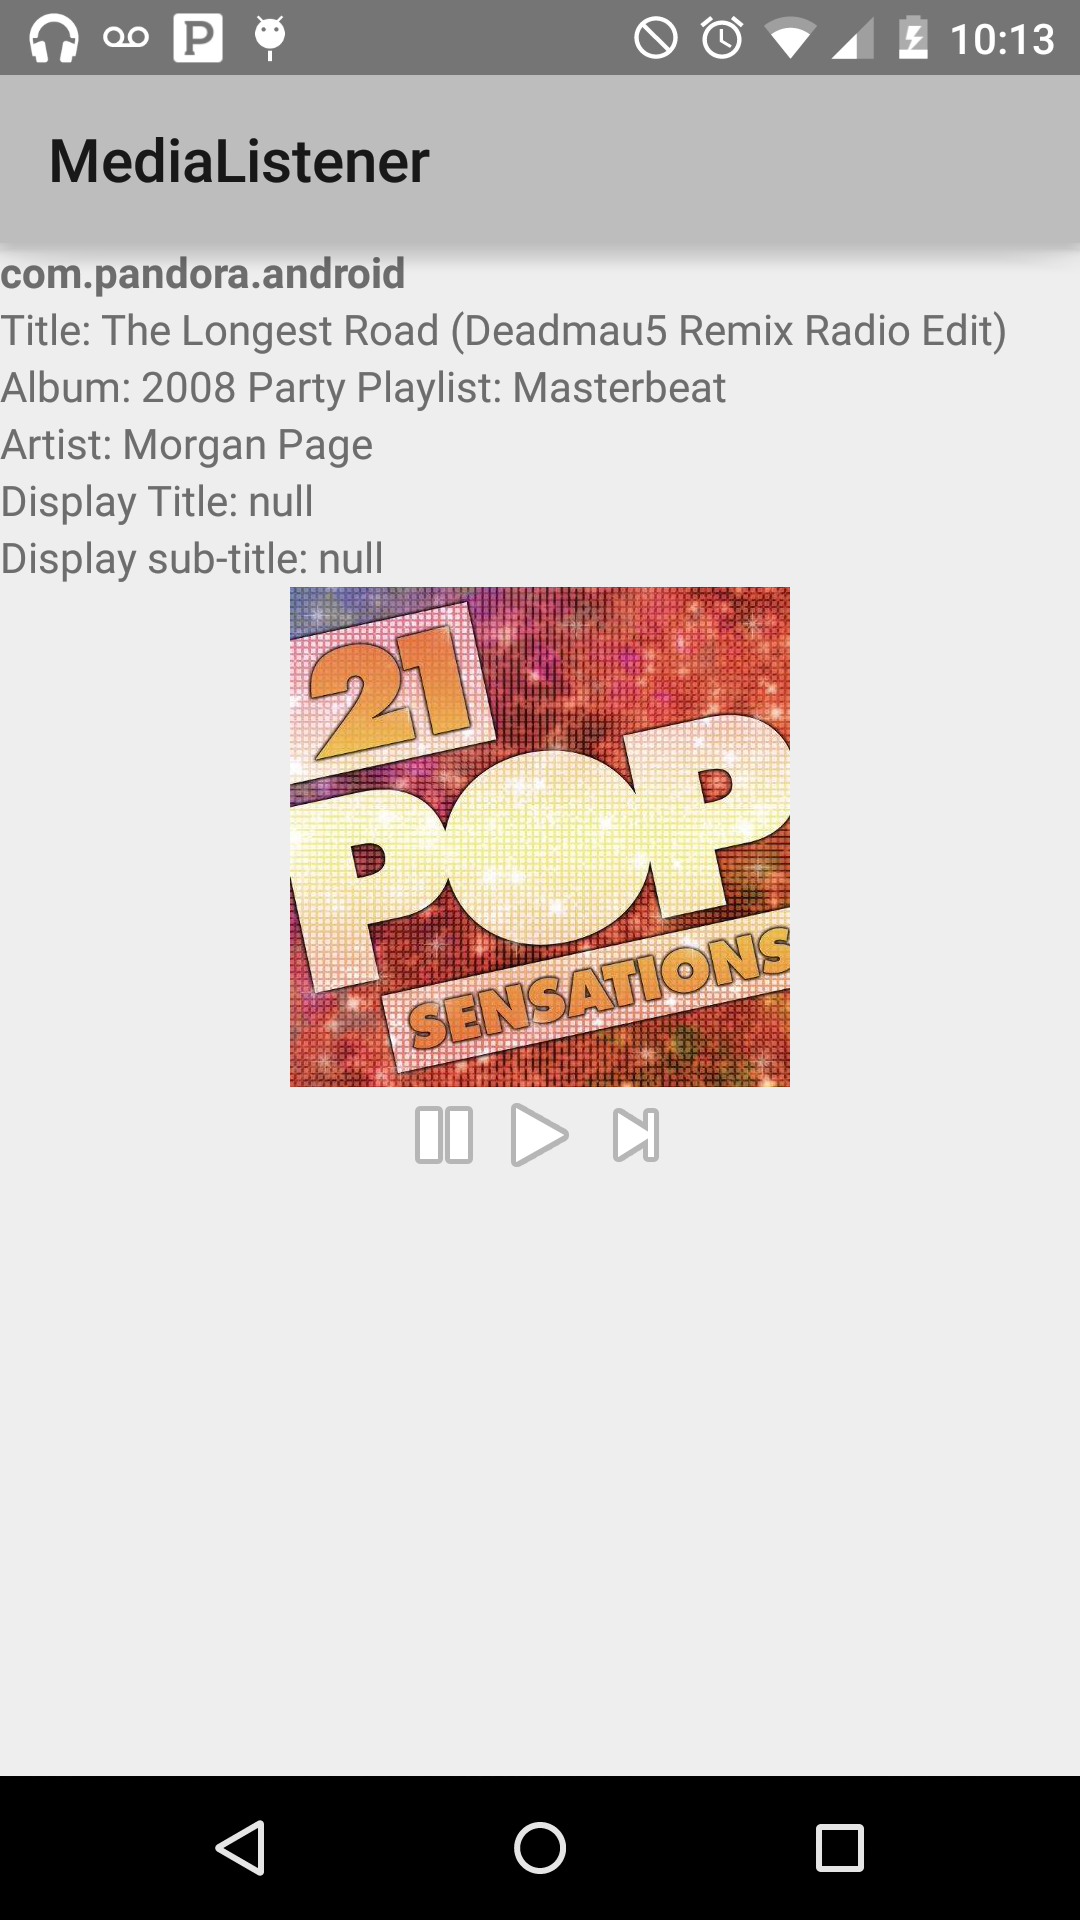 P 10:13
MediaListener
com.pandora.android
Title: The Longest Road (Deadmau5 Remix Radio Edit)
Album: 2008 Party Playlist: Masterbeat
Artist: Morgan Page
Display Title: null
Display sub-title: null
21
POP
SENSATIONS